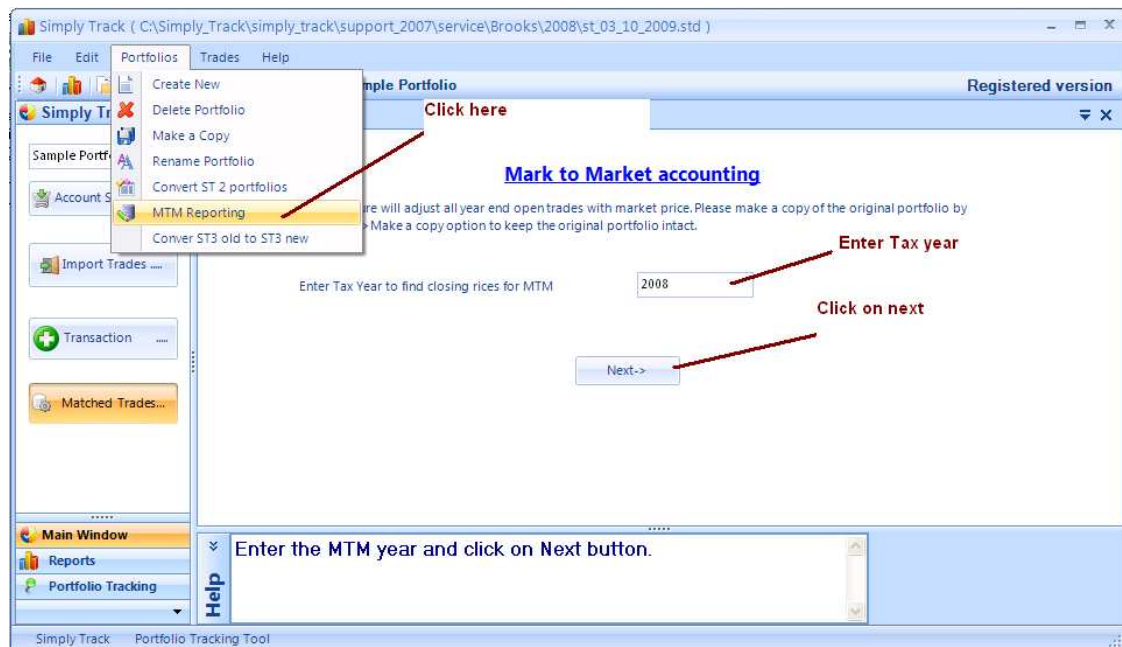 Simply Track ( C:\Simply_Track\simply_track\support_2007\service\Brooks\2008\st_03_10_2009.std )
File Edit Portfolios Trades Help
mple Portfolio Registered version
Simply Tr
Create New
Delete Portfolio
Make a Copy
Rename Portfolio
Convert ST 2 portfolios
MTM Reporting
Conver ST3 old to ST3 new
Click here
Sample Portf
Account S
Import Trades .....
Transaction .....
Matched Trades...
Mark to Market accounting
ure will adjust all year end open trades with market price. Please make a copy of the original portfolio by
> Make a copy option to keep the original portfolio intact.
Enter Tax year
Enter Tax Year to find closing rices for MTM 2008
Click on next
Next->
Main Window
Reports
Portfolio Tracking
Help
Enter the MTM year and click on Next button.
Simply Track Portfolio Tracking Tool